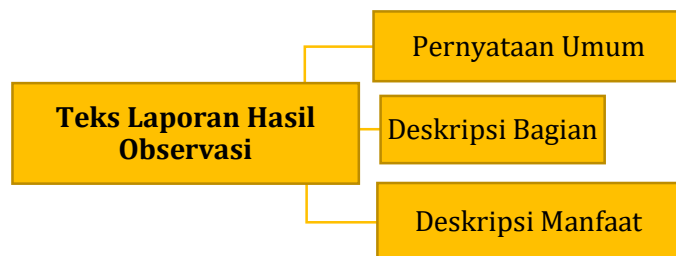 Pernyataan Umum
Teks Laporan Hasil
Observasi
Deskripsi Bagian
Deskripsi Manfaat